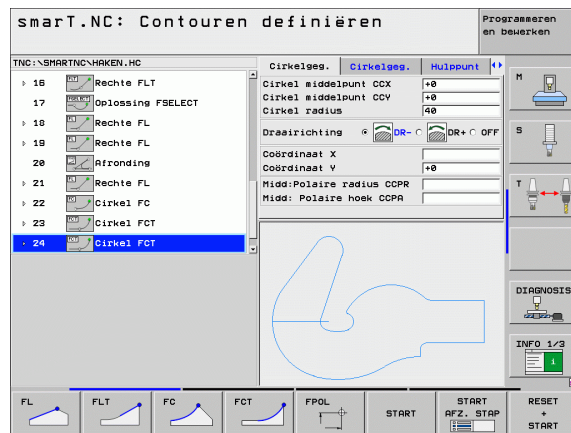 smarT.NC: Contouren definiëren
Programmeren
en bewerken
TNC:\SMARTNC\HAKEN.HC
16 FLT Rechte FLT
17 Oplossing FSELECT
18 Rechte FL
19 Rechte FL
20 Afronding
21 Rechte FL
22 Cirkel FC
23 FCT Cirkel FCT
24 FCT Cirkel FCT
Cirkelgeg. Cirkelgeg. Hulppunt
Cirkel middelpunt CCX +0
Cirkel middelpunt CCY +0
Cirkel radius 40
Draairichting DR- DR+ OFF
Coördinaat X
Coördinaat Y +0
Midd:Polaire radius CCPR
Midd: Polaire hoek CCPA
M
S
T
DIAGNOSIS
INFO 1/3
FL
FLT
FC
FCT
FPOL
START
START
AFZ. STAP
RESET
+
START